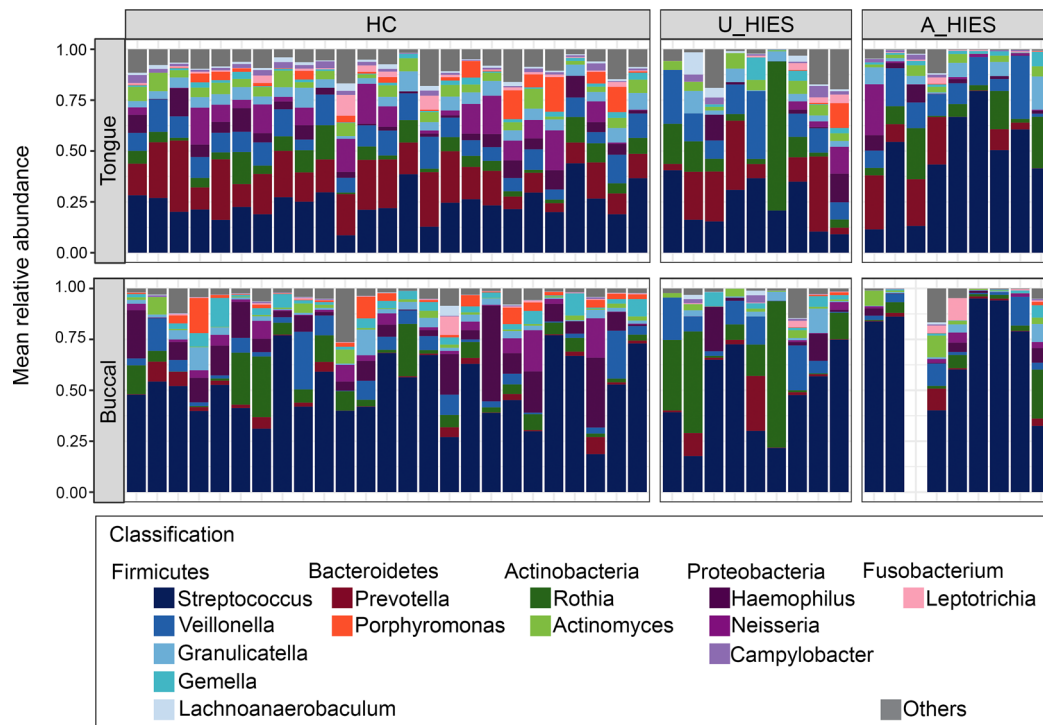 HC
U_HIES
A_HIES
Mean relative abundance
Tongue
1.00
0.75
0.50
0.25
0.00
Buccal
1.00
0.75
0.50
0.25
0.00
Classification
Firmicutes
Streptococcus
Veillonella
Granulicatella
Gemella
Lachnoanaerobaculum
Bacteroidetes
Prevotella
Porphyromonas
Actinobacteria
Rothia
Actinomyces
Proteobacteria
Haemophilus
Neisseria
Campylobacter
Fusobacterium
Leptotrichia
Others